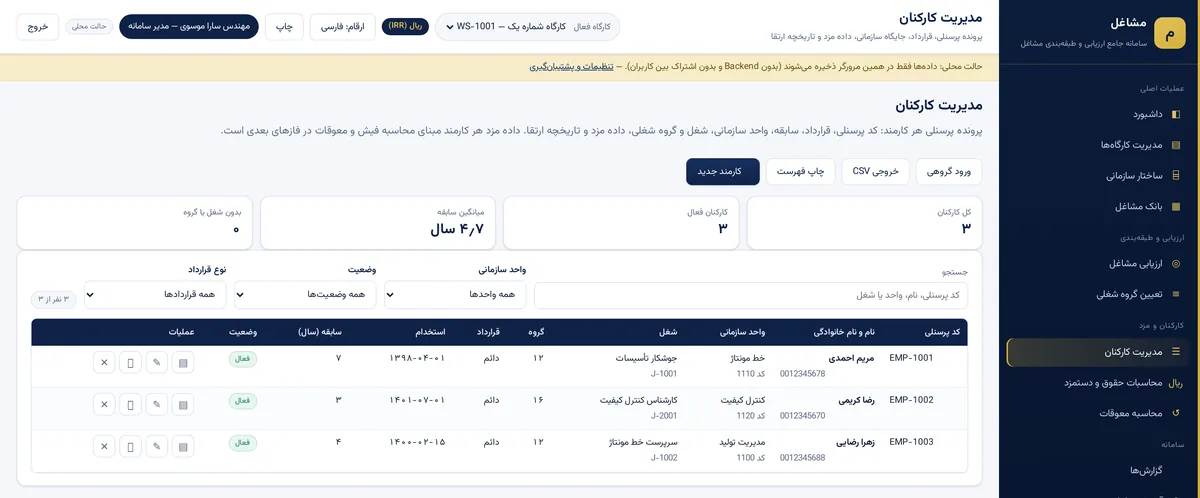 م
مشاغل
سامانه جامع ارزیابی و طبقه‌بندی مشاغل
عملیات اصلی
داشبورد
مدیریت کارگاه‌ها
ساختار سازمانی
بانک مشاغل
ارزیابی و طبقه‌بندی
ارزیابی مشاغل
تعیین گروه شغلی
کارکنان و مزد
مدیریت کارکنان
ریال محاسبات حقوق و دستمزد
محاسبه معوقات
سامانه
گزارش‌ها
مدیریت کارکنان
پرونده پرسنلی، قرارداد، جایگاه سازمانی، داده مزد و تاریخچه ارتقا
کارگاه فعال کارگاه شماره یک — WS-1001
ریال (IRR)
ارقام: فارسی
چاپ
مهندس سارا موسوی — مدیر سامانه
حالت محلی
خروج
حالت محلی: داده‌ها فقط در همین مرورگر ذخیره می‌شوند (بدون Backend و بدون اشتراک بین کاربران). — تنظیمات و پشتیبان‌گیری
مدیریت کارکنان
پرونده پرسنلی هر کارمند: کد پرسنلی، قرارداد، سابقه، واحد سازمانی، شغل و گروه شغلی، داده مزد و تاریخچه ارتقا. داده مزد هر کارمند مبنای محاسبه فیش و معوقات در فازهای بعدی است.
ورود گروهی
خروجی CSV
چاپ فهرست
کارمند جدید
کل کارکنان
۳
کارکنان فعال
۳
میانگین سابقه
۴٫۷ سال
بدون شغل یا گروه
۰
جستجو
کد پرسنلی، نام، واحد یا شغل
واحد سازمانی
همه واحدها
وضعیت
همه وضعیت‌ها
نوع قرارداد
همه قراردادها
۳ نفر از ۳
کد پرسنلی نام و نام خانوادگی واحد سازمانی شغل گروه قرارداد استخدام سابقه (سال) وضعیت عملیات
EMP-1001 مریم احمدی خط مونتاژ جوشکار تأسیسات ۱۲ دائم ۱۳۹۸-۰۴-۰۱ ۷ فعال
0012345678 کد 1110 J-1001
EMP-1002 رضا کریمی کنترل کیفیت کارشناس کنترل کیفیت ۱۶ دائم ۱۴۰۱-۰۷-۰۱ ۳ فعال
0012345670 کد 1120 J-2001
EMP-1003 زهرا رضایی مدیریت تولید سرپرست خط مونتاژ ۱۲ دائم ۱۴۰۰-۰۲-۱۵ ۴ فعال
0012345688 کد 1100 J-1002